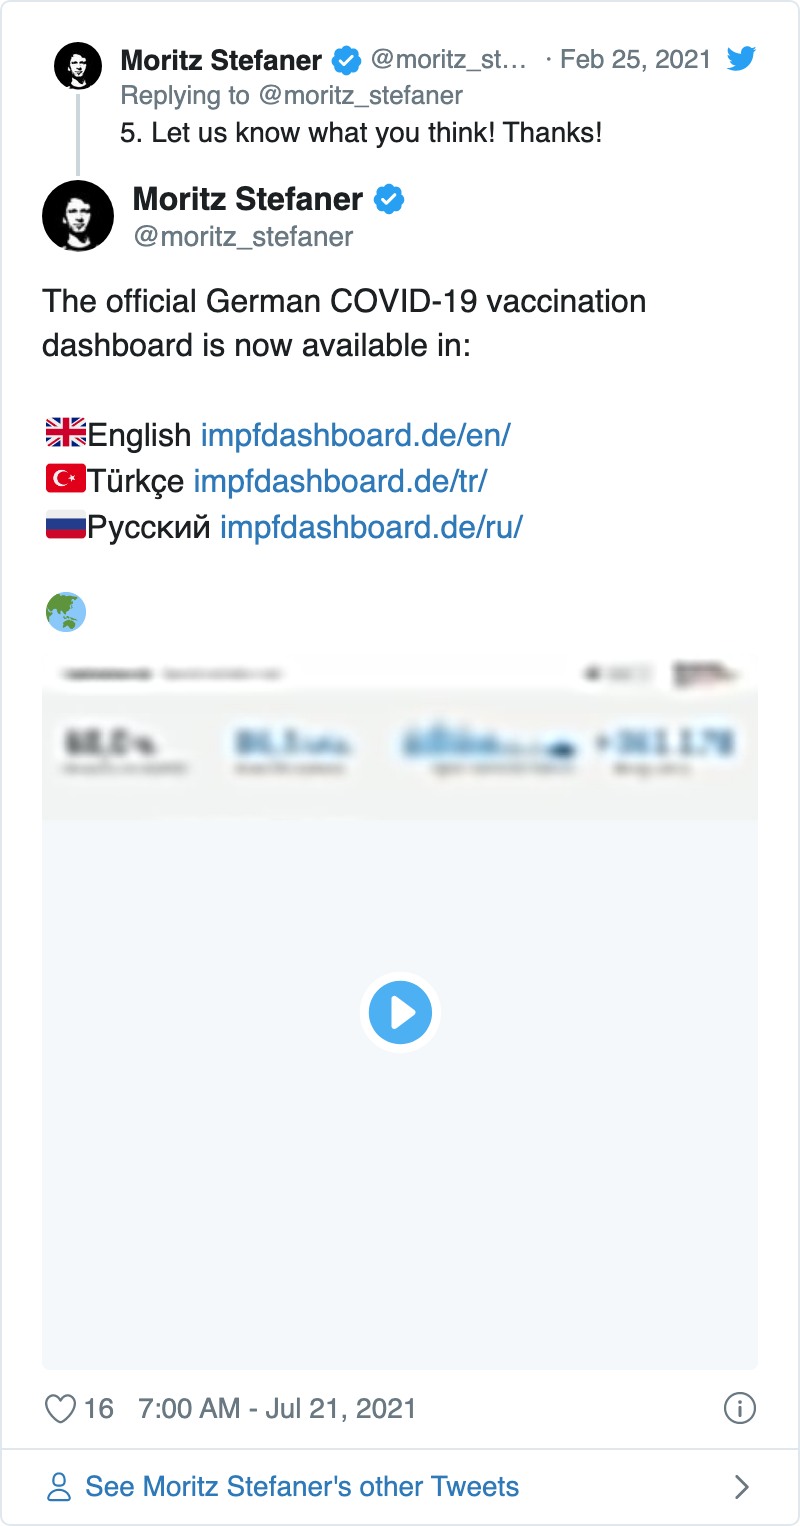 Moritz Stefaner @moritz_st... · Feb 25, 2021
Replying to @moritz_stefaner
5. Let us know what you think! Thanks!
Moritz Stefaner
@moritz_stefaner
The official German COVID-19 vaccination
dashboard is now available in:
🇬🇧English impfdashboard.de/en/
🇹🇷Türkçe impfdashboard.de/tr/
🇷🇺Русский impfdashboard.de/ru/
🌏
16 7:00 AM - Jul 21, 2021
See Moritz Stefaner's other Tweets